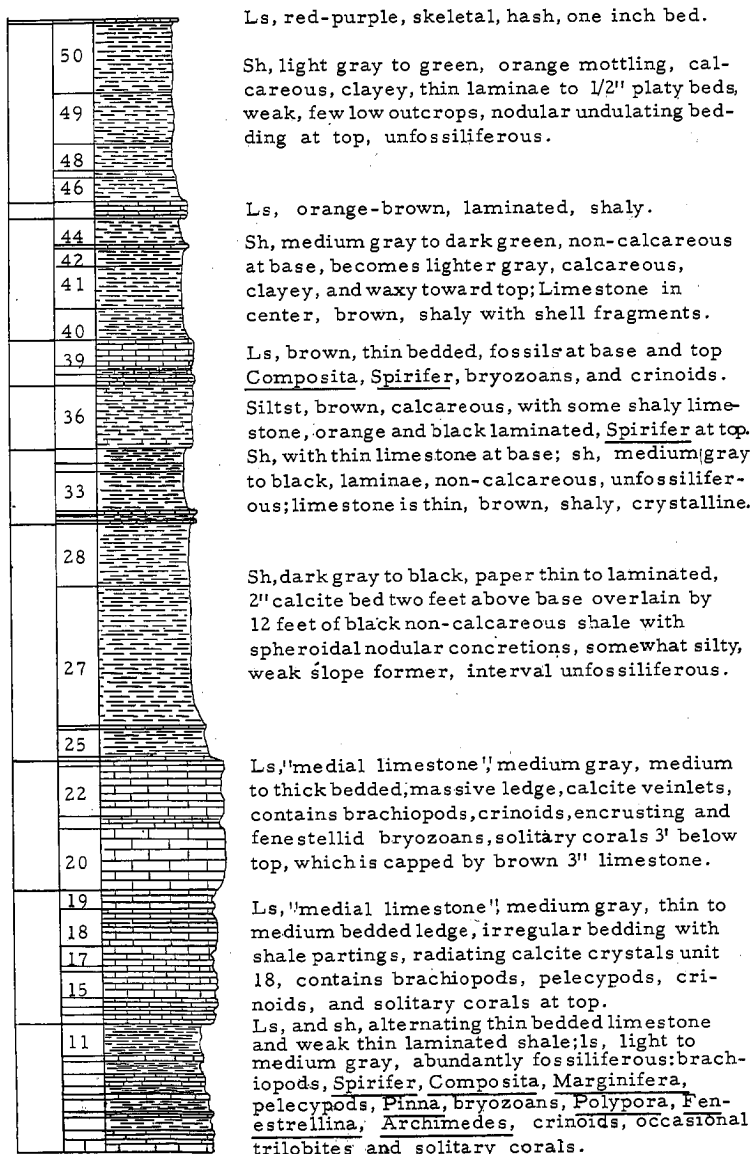 Ls, red-purple, skeletal, hash, one inch bed.
50
Sh, light gray to green, orange mottling, cal-
careous, clayey, thin laminae to 1/2" platy beds,
weak, few low outcrops, nodular undulating bed-
ding at top, unfossiliferous.
49
48
46
Ls, orange-brown, laminated, shaly.
44
42
41
40
Sh, medium gray to dark green, non-calcareous
at base, becomes lighter gray, calcareous,
clayey, and waxy toward top; Limestone in
center, brown, shaly with shell fragments.
39
Ls, brown, thin bedded, fossils at base and top
Composita, Spirifer, bryozoans, and crinoids.
36
Siltst, brown, calcareous, with some shaly lime-
stone, orange and black laminated, Spirifer at top.
33
Sh, with thin limestone at base; sh, medium gray
to black, laminae, non-calcareous, unfossilifer-
ous; limestone is thin, brown, shaly, crystalline.
28
27
25
Sh, dark gray to black, paper thin to laminated,
2" calcite bed two feet above base overlain by
12 feet of black non-calcareous shale with
spheroidal nodular concretions, somewhat silty,
weak slope former, interval unfossiliferous.
22
20
Ls, "medial limestone", medium gray, medium
to thick bedded, massive ledge, calcite veinlets,
contains brachiopods, crinoids, encrusting and
fenestellid bryozoans, solitary corals 3' below
top, which is capped by brown 3" limestone.
19
18
17
15
Ls, "medial limestone", medium gray, thin to
medium bedded ledge, irregular bedding with
shale partings, radiating calcite crystals unit
18, contains brachiopods, pelecypods, cri-
noids, and solitary corals at top.
11
Ls, and sh, alternating thin bedded limestone
and weak thin laminated shale; ls, light to
medium gray, abundantly fossiliferous: brach-
iopods, Spirifer, Composita, Marginifera,
pelecypods, Pinna, bryozoans, Polypora, Fen-
estrellina, Archimedes, crinoids, occasional
trilobites and solitary corals.